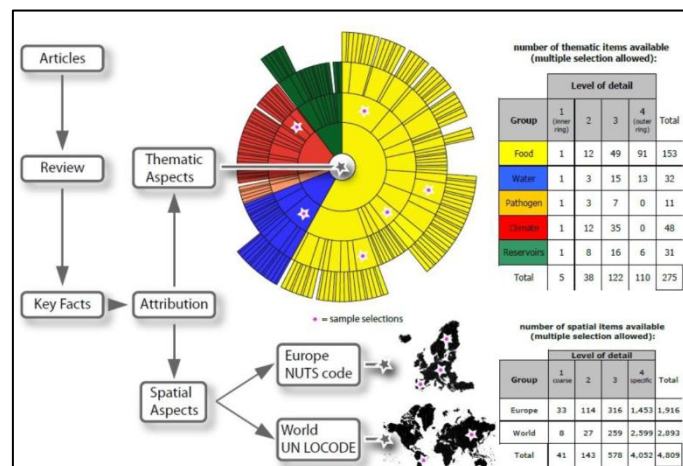 Articles
Review
Key Facts
Attribution
Thematic
Aspects
Spatial
Aspects
Europe
NUTS code
World
UN LOCODE
= sample selections
number of thematic items available
(multiple selection allowed):
Level of detail
Group 1 (inner ring) 2 3 4 (outer ring) Total
Food 1 12 49 91 153
Water 1 3 15 13 32
Pathogen 1 3 7 0 11
Climate 1 12 35 0 48
Reservoirs 1 8 16 6 31
Total 5 38 122 110 275
number of spatial items available
(multiple selection allowed):
Level of detail
Group 1 coarse 2 3 4 specific Total
Europe 33 114 316 1,453 1,916
World 8 27 259 2,599 2,893
Total 41 143 578 4,052 4,809